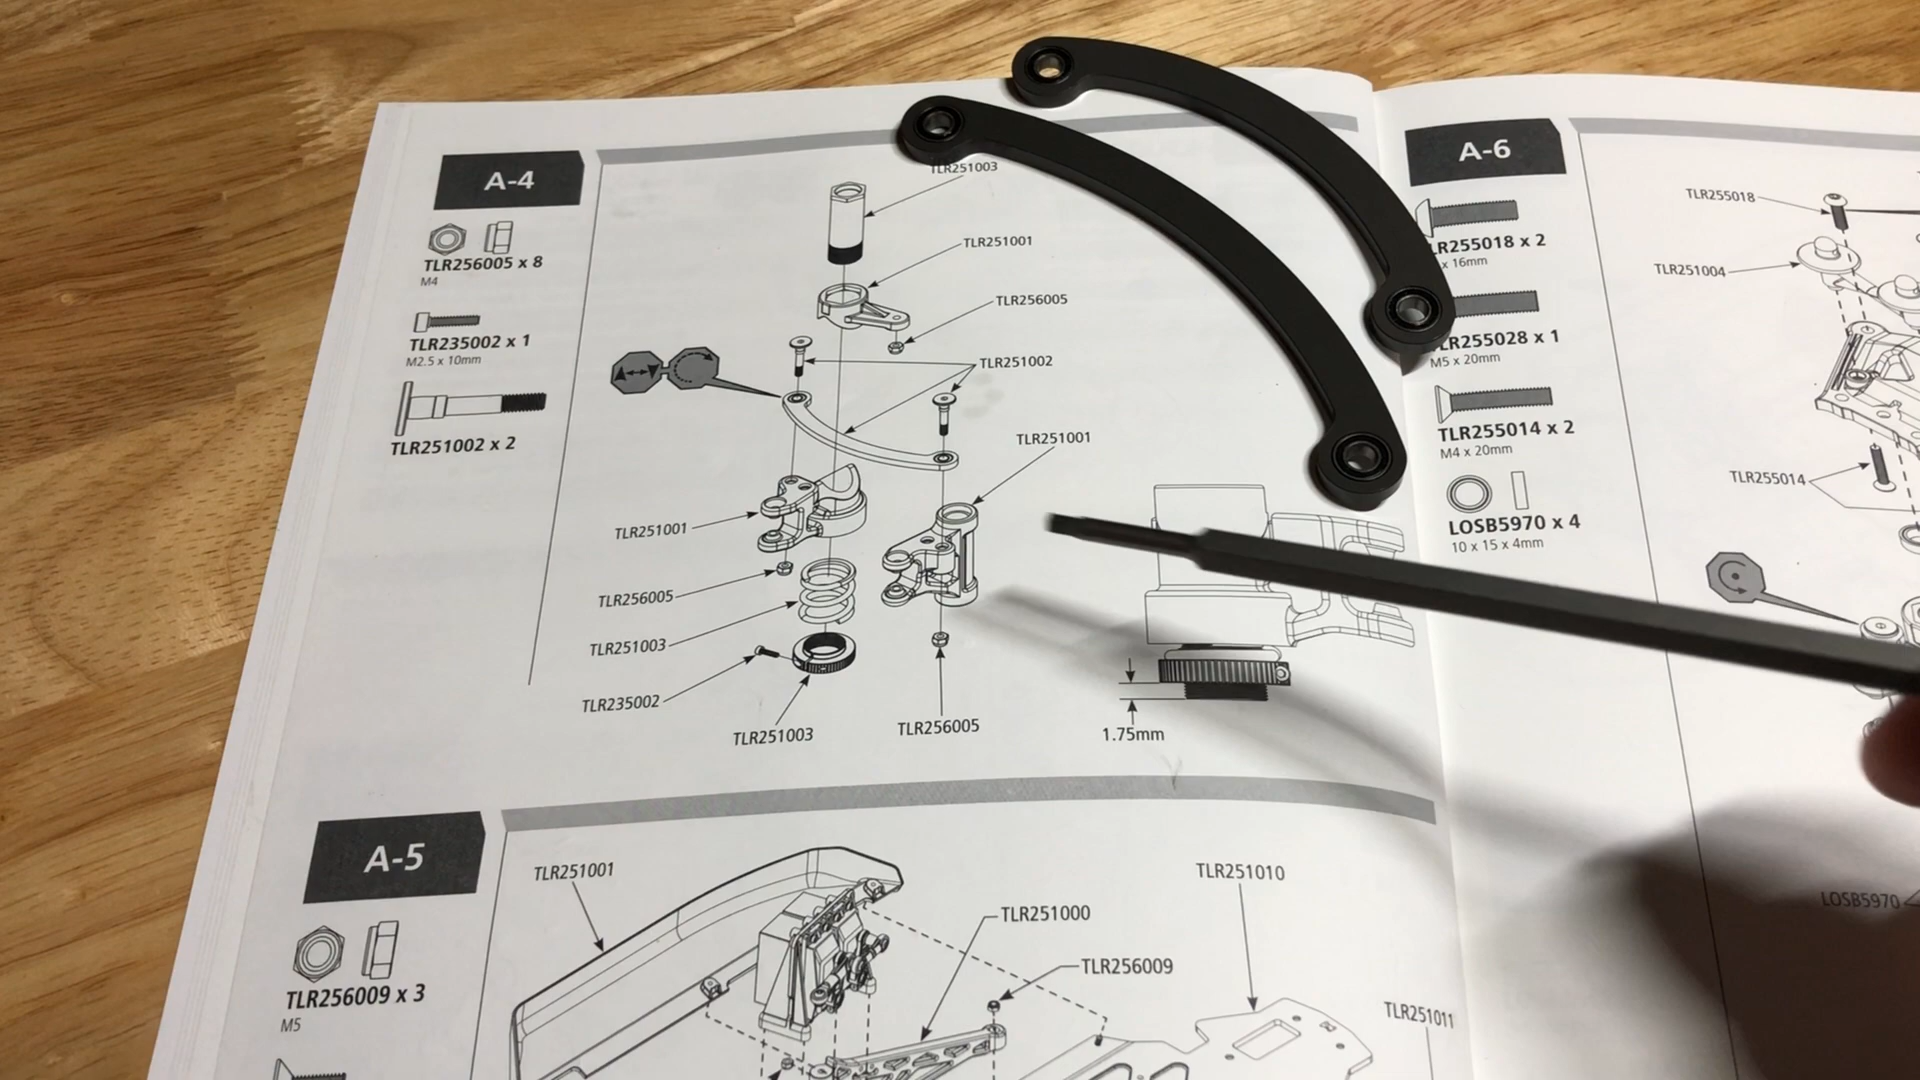 A-4
TLR256005 x 8
M4
TLR235002 x 1
M2.5 x 10mm
TLR251002 x 2
TLR251003
TLR251001
TLR256005
TLR251002
TLR251001
TLR251001
TLR256005
TLR251003
TLR235002
TLR251003
TLR256005
1.75mm
A-5
TLR256009 x 3
M5
TLR251001
TLR251000
TLR256009
TLR251010
TLR251011
A-6
LR255018 x 2
x 16mm
LR255028 x 1
M5 x 20mm
TLR255014 x 2
M4 x 20mm
LOSB5970 x 4
10 x 15 x 4mm
TLR255018
TLR251004
TLR255014
LOSB5970